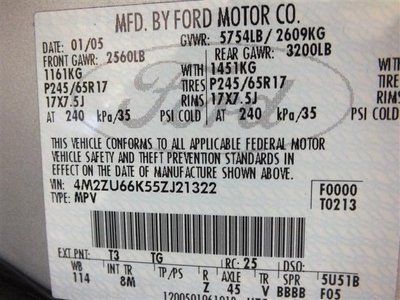 MFD. BY FORD MOTOR CO.
DATE: 01/05 GVWR: 5754LB/ 2609KG
FRONT GAWR: 2560LB REAR GAWR: 3200LB
1161KG WITH 1451KG WITH
P245/65R17 TIRES P245/65R17 TIRES
17X7.5J RIMS 17X7.5J RIMS
AT 240 kPa/35 PSI COLD AT 240 kPa/35 PSI COLD
Ford
THIS VEHICLE CONFORMS TO ALL APPLICABLE FEDERAL MOTOR
VEHICLE SAFETY AND THEFT PREVENTION STANDARDS IN
EFFECT ON THE DATE OF MANUFACTURE SHOWN ABOVE.
VIN: 4M2ZU66K55ZJ21322 F0000
TYPE: MPV T0213
EXT PNT: T3 TG RC: 25 DSO:
WB INT TR TP/PS R AXLE TR SPR 5U51B
114 8M Z 45 V BBBB F05